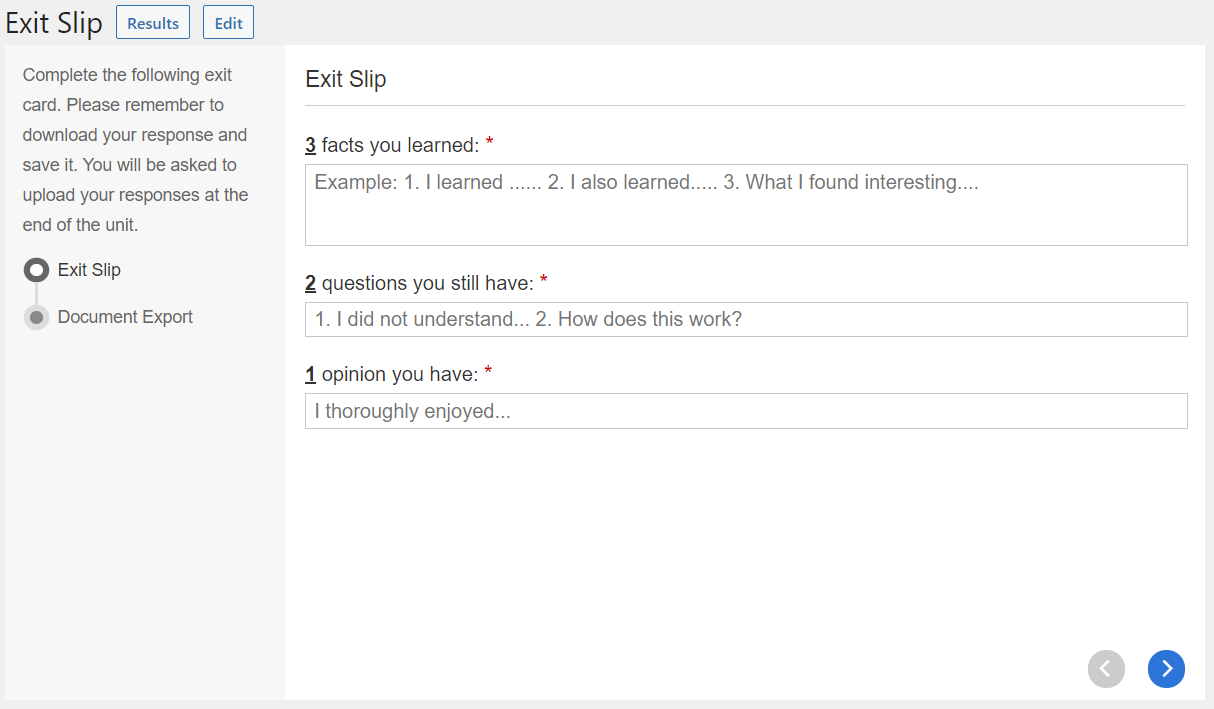 Exit Slip
Results
Edit
Complete the following exit
card. Please remember to
download your response and
save it. You will be asked to
upload your responses at the
end of the unit.
Exit Slip
Document Export
Exit Slip
3 facts you learned: *
Example: 1. I learned ...... 2. I also learned..... 3. What I found interesting....
2 questions you still have: *
1. I did not understand... 2. How does this work?
1 opinion you have: *
I thoroughly enjoyed...